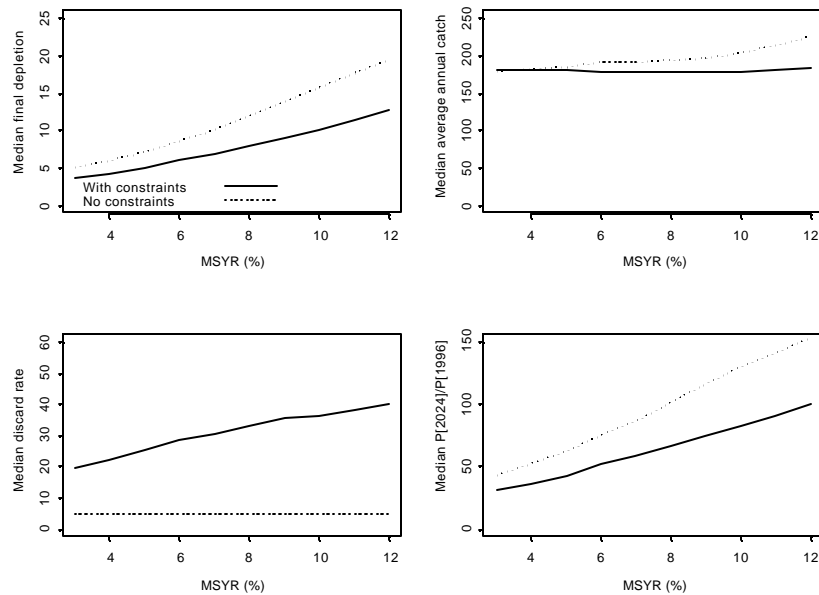 Median final depletion
25
20
15
10
5
0
With constraints
No constraints
4 6 8 10 12
MSYR (%)
Median average annual catch
250
200
150
100
50
0
4 6 8 10 12
MSYR (%)
Median discard rate
60
50
40
30
20
10
0
4 6 8 10 12
MSYR (%)
Median P[2024]/P[1996]
150
100
50
0
4 6 8 10 12
MSYR (%)